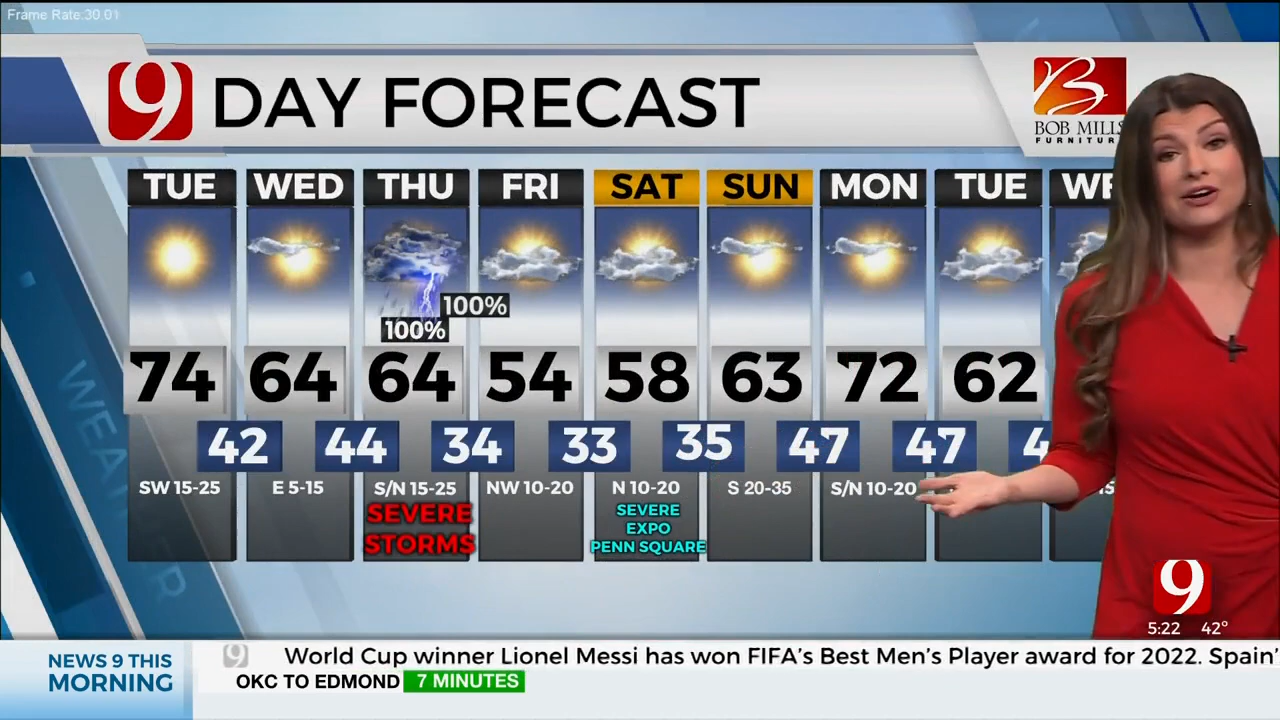 Frame Rate:30.01
9 DAY FORECAST
BOB MILLS
FURNITUR
TUE WED THU FRI SAT SUN MON TUE
100%
100%
74 64 64 54 58 63 72 62
42 44 34 33 35 47 47 4
SW 15-25 E 5-15 S/N 15-25 NW 10-20 N 10-20 S 20-35 S/N 10-20
SEVERE
STORMS
SEVERE
EXPO
PENN SQUARE
9
5:22 42°
NEWS 9 THIS
MORNING
9 World Cup winner Lionel Messi has won FIFA's Best Men's Player award for 2022. Spain'
OKC TO EDMOND 7 MINUTES